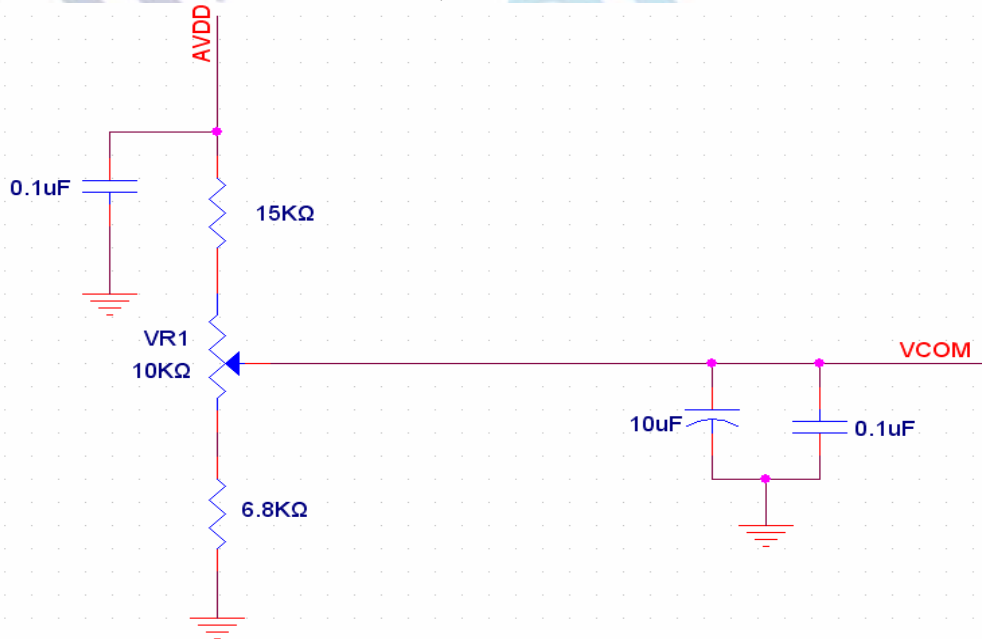 AVDD
0.1uF
15KΩ
VR1
10KΩ
VCOM
10uF
0.1uF
6.8KΩ